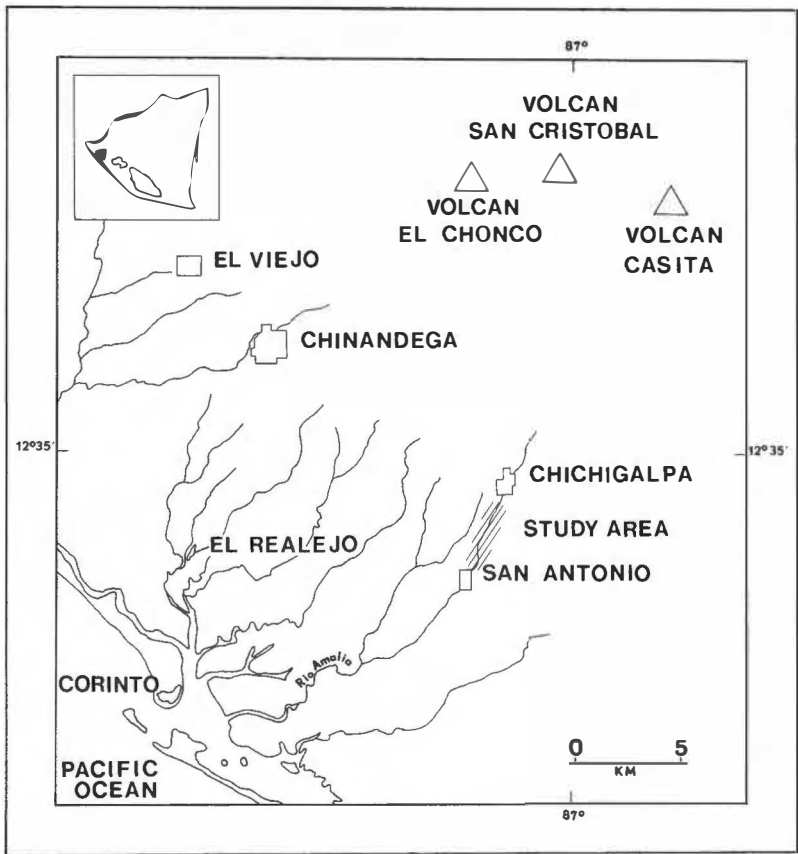 87°
VOLCAN
SAN CRISTOBAL
VOLCAN
EL CHONCO
VOLCAN
CASITA
EL VIEJO
CHINANDEGA
12°35'
12°35'
CHICHIGALPA
STUDY AREA
EL REALEJO
SAN ANTONIO
Rio Amalia
CORINTO
PACIFIC
OCEAN
0 5
KM
87°